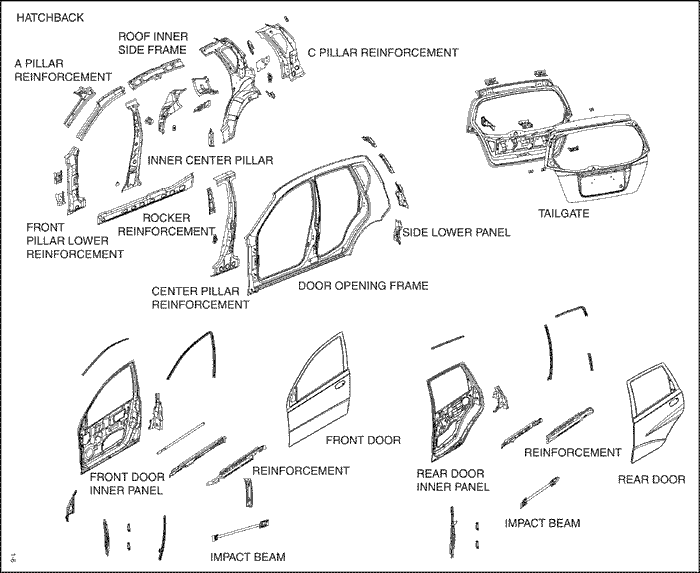 HATCHBACK
ROOF INNER
SIDE FRAME
C PILLAR REINFORCEMENT
A PILLAR
REINFORCEMENT
INNER CENTER PILLAR
ROCKER
REINFORCEMENT
FRONT
PILLAR LOWER
REINFORCEMENT
TAILGATE
SIDE LOWER PANEL
CENTER PILLAR
REINFORCEMENT
DOOR OPENING FRAME
FRONT DOOR
FRONT DOOR
INNER PANEL
REINFORCEMENT
IMPACT BEAM
REAR DOOR
INNER PANEL
REINFORCEMENT
REAR DOOR
IMPACT BEAM
1-6